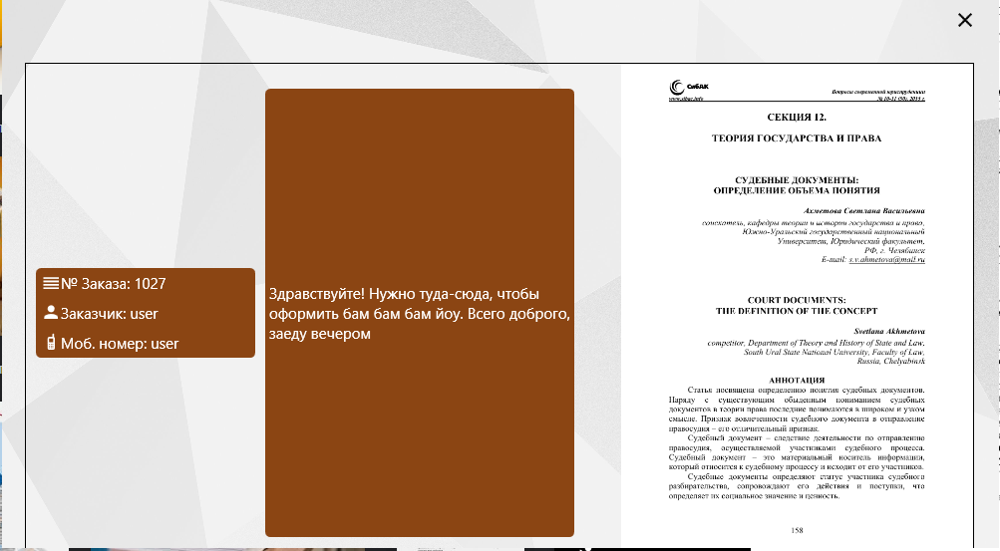 № Заказа: 1027
Заказчик: user
Моб. номер: user
Здравствуйте! Нужно туда-сюда, чтобы
оформить бам бам бам йоу. Всего доброго,
заеду вечером
СибАК
www.sibac.info
Вопросы современной юриспруденции
№ 10-11 (50), 2015 г.
СЕКЦИЯ 12.
ТЕОРИЯ ГОСУДАРСТВА И ПРАВА
СУДЕБНЫЕ ДОКУМЕНТЫ:
ОПРЕДЕЛЕНИЕ ОБЪЕМА ПОНЯТИЯ
Ахметова Светлана Васильевна
соискатель, кафедры теории и истории государства и права,
Южно-Уральский государственный национальный
Университет, Юридический факультет,
РФ, г. Челябинск
E-mail: s.v.ahmetova@mail.ru
COURT DOCUMENTS:
THE DEFINITION OF THE CONCEPT
Svetlana Akhmetova
competitor, Department of Theory and History of State and Law,
South Ural State National University, Faculty of Law,
Russia, Chelyabinsk
АННОТАЦИЯ
Статья посвящена определению понятия судебных документов.
Наряду с существующим обыденным пониманием судебных
документов в теории права последние понимаются в широком и узком
смысле. Признак вовлеченности судебного документа в отправление
правосудия – его отличительный признак.
Судебный документ – следствие деятельности по отправлению
правосудия, осуществляемой участниками судебного процесса.
Судебный документ – это материальный носитель информации,
который относится к судебному процессу и исходит от его участников.
Судебные документы определяют статус участника судебного
разбирательства, сопровождают его действия и поступки, что
определяет их социальное значение и ценность.
158